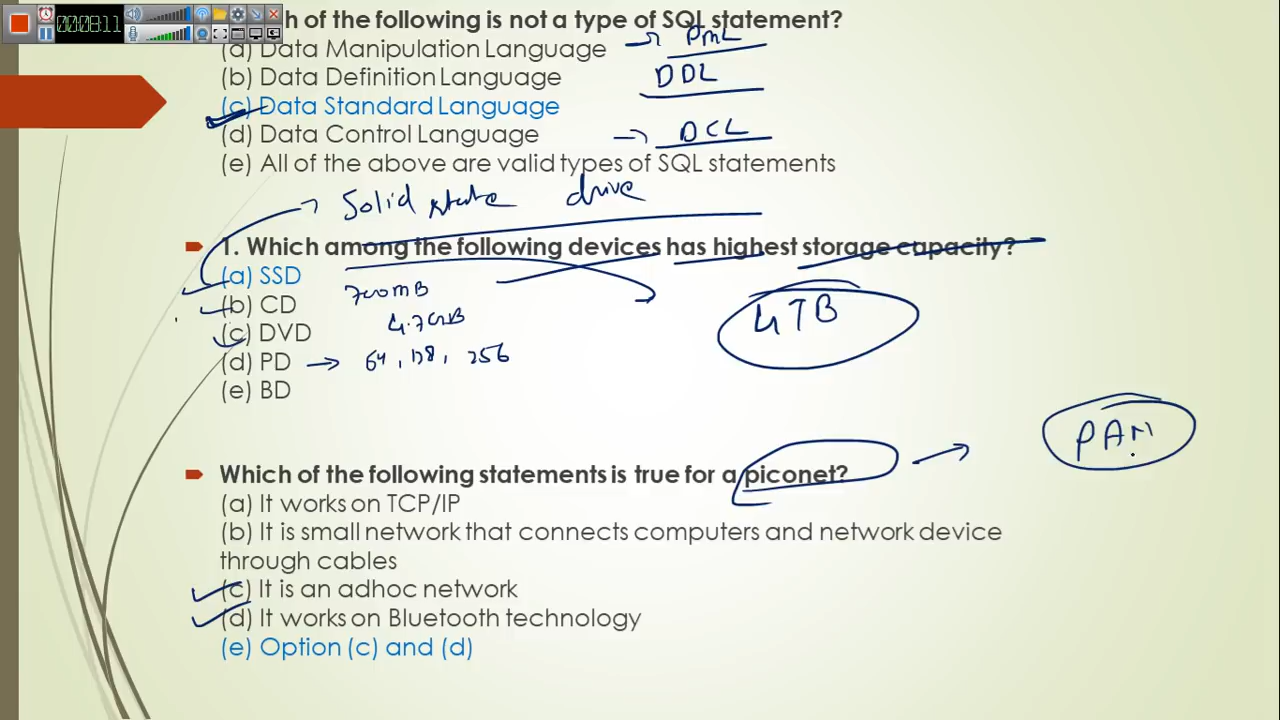 00:08:11
h of the following is not a type of SQL statement?
(a) Data Manipulation Language → DML
(b) Data Definition Language DDL
(c) Data Standard Language
(d) Data Control Language → DCL
(e) All of the above are valid types of SQL statements
→ Solid state drive
1. Which among the following devices has highest storage capacity?
(a) SSD
(b) CD 700MB
4TB
(c) DVD 4.7GB
(d) PD → 64, 128, 256
(e) BD
PAN
Which of the following statements is true for a piconet?
(a) It works on TCP/IP
(b) It is small network that connects computers and network device
through cables
(c) It is an adhoc network
(d) It works on Bluetooth technology
(e) Option (c) and (d)